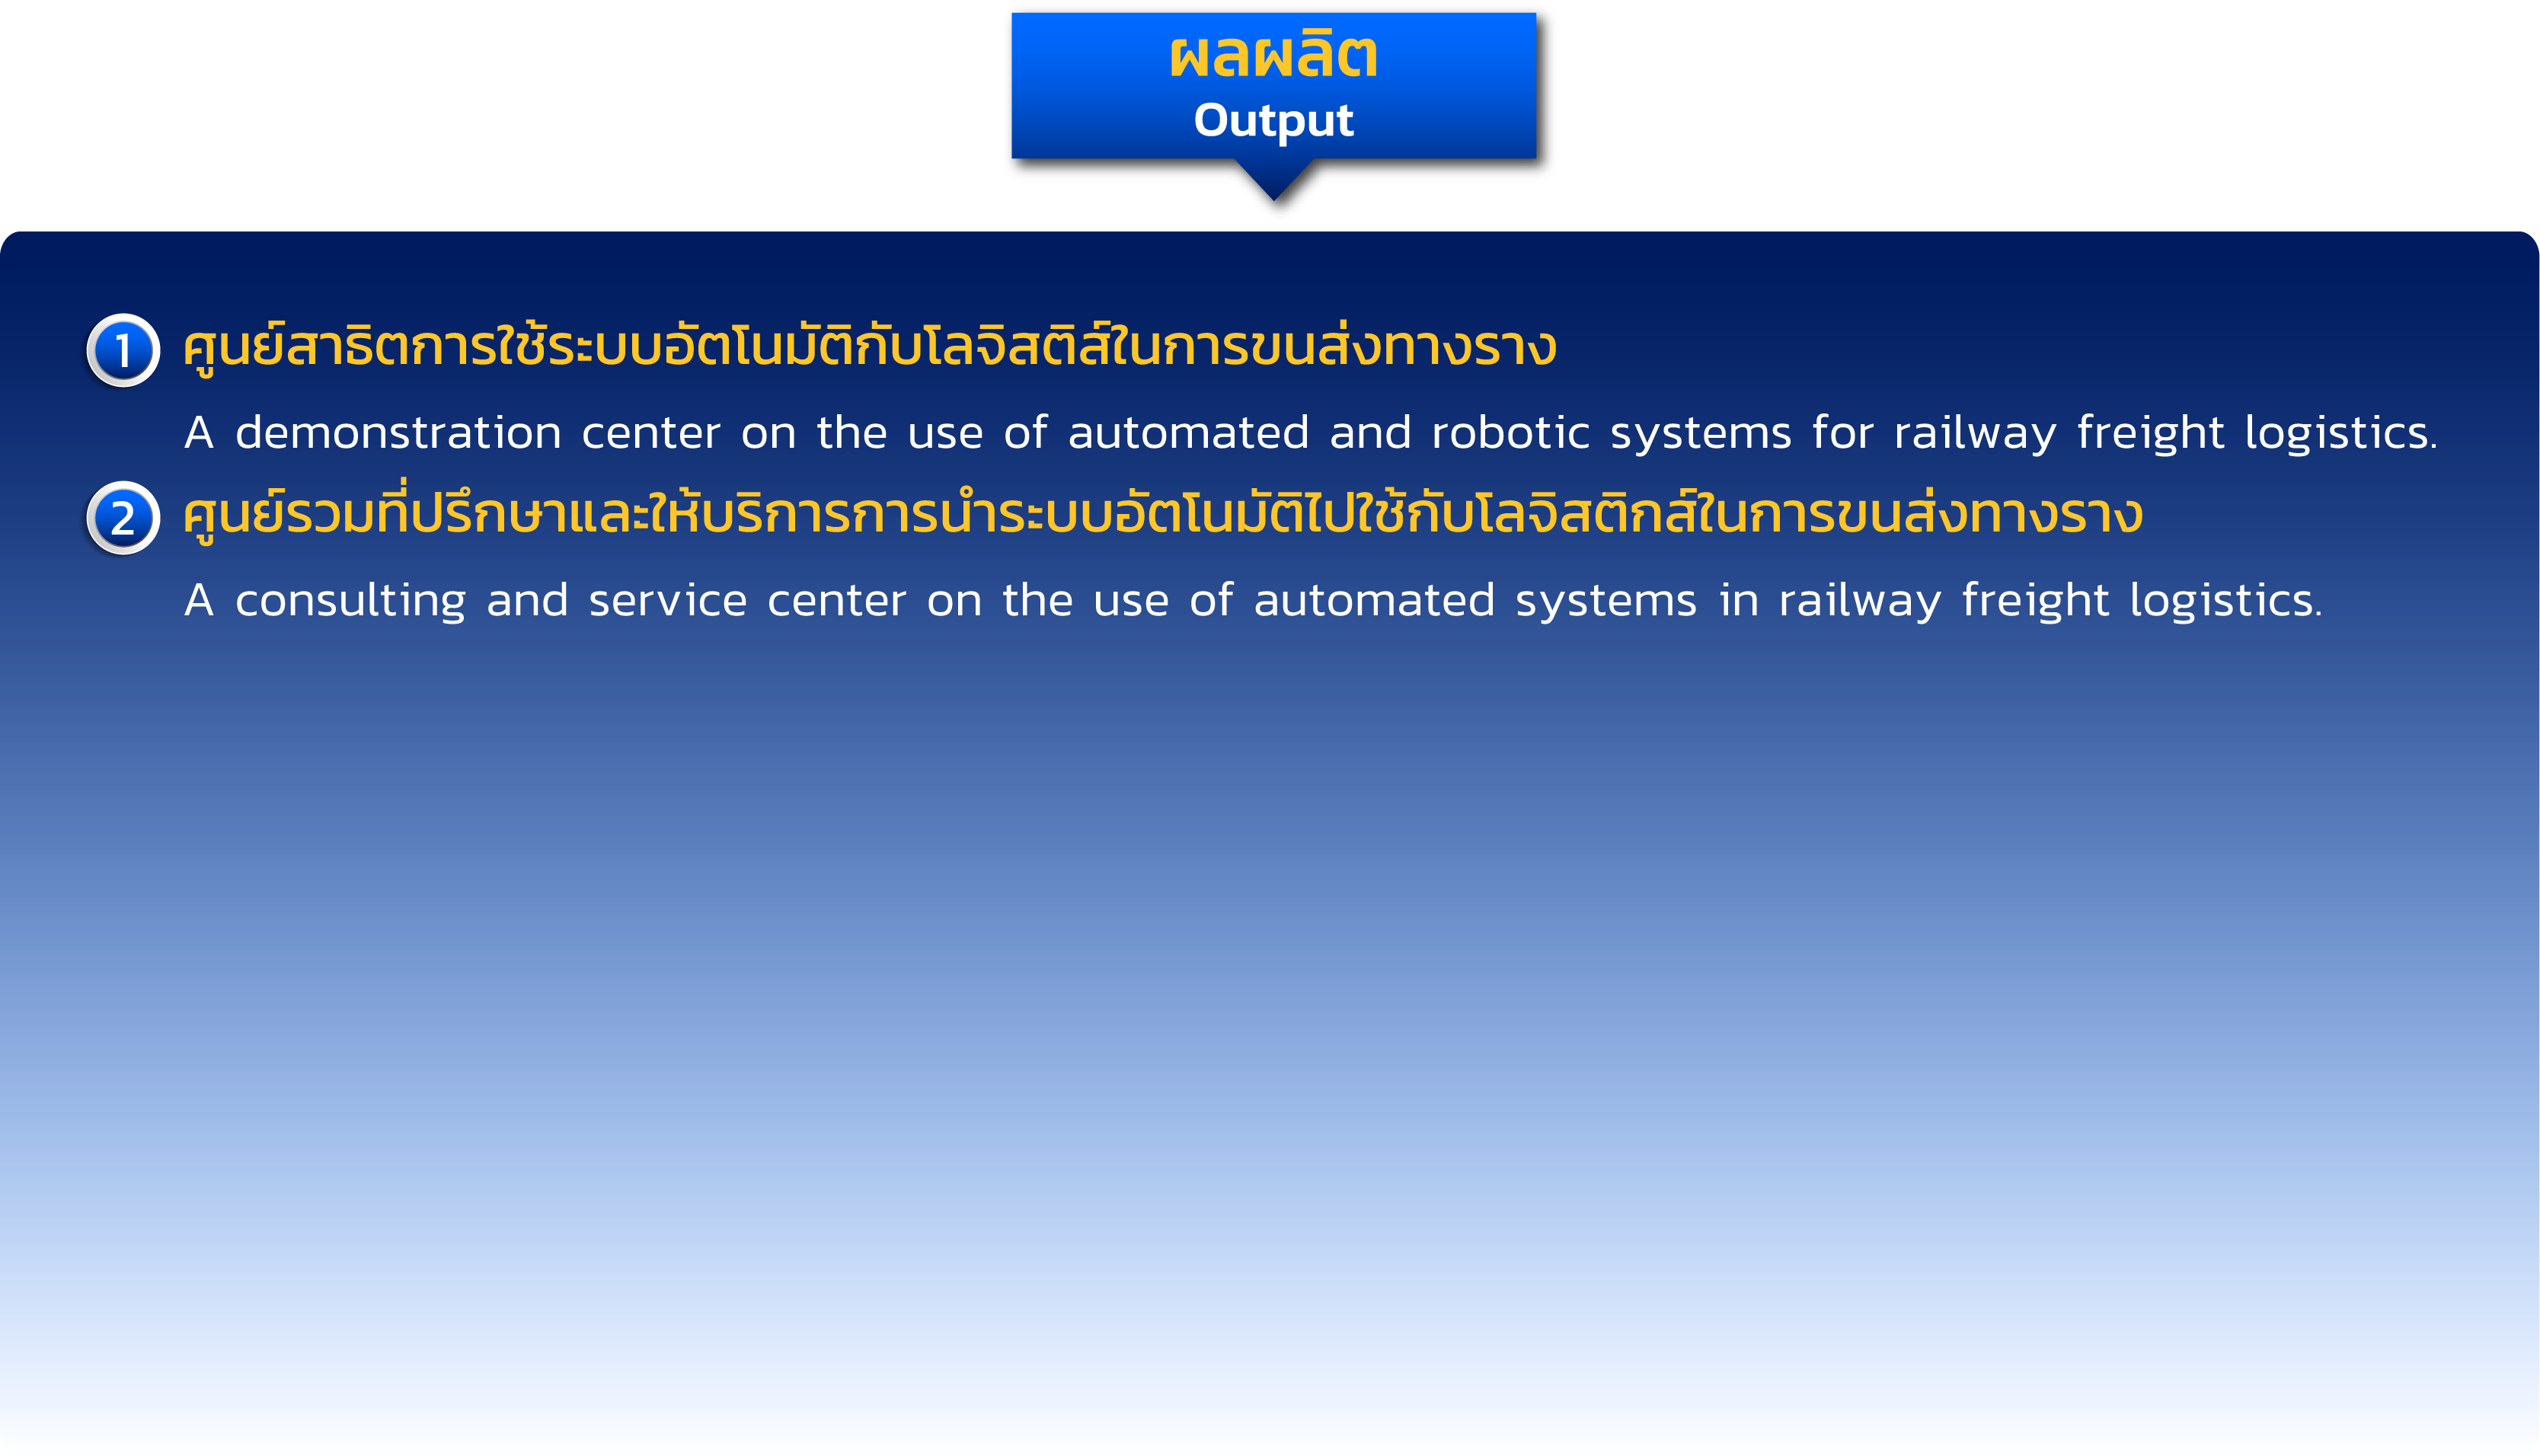 ผลผลิต
Output
1 ศูนย์สาธิตการใช้ระบบอัตโนมัติกับโลจิสติส์ในการขนส่งทางราง
A demonstration center on the use of automated and robotic systems for railway freight logistics.
2 ศูนย์รวมที่ปรึกษาและให้บริการการนำระบบอัตโนมัติไปใช้กับโลจิสติกส์ในการขนส่งทางราง
A consulting and service center on the use of automated systems in railway freight logistics.